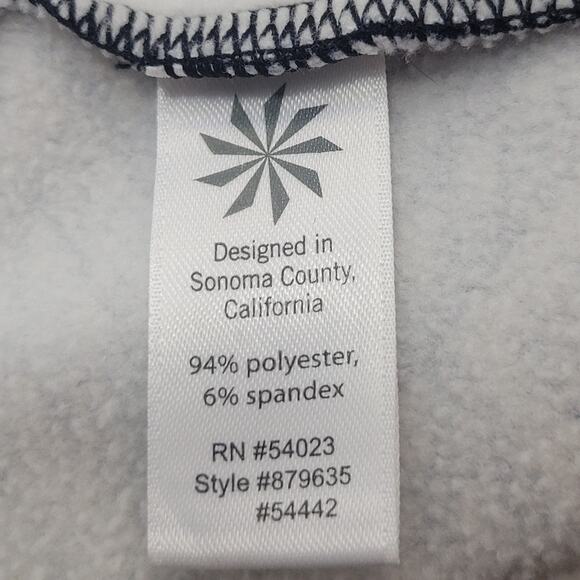 Designed in
Sonoma County,
California
94% polyester,
6% spandex
RN #54023
Style #879635
#54442